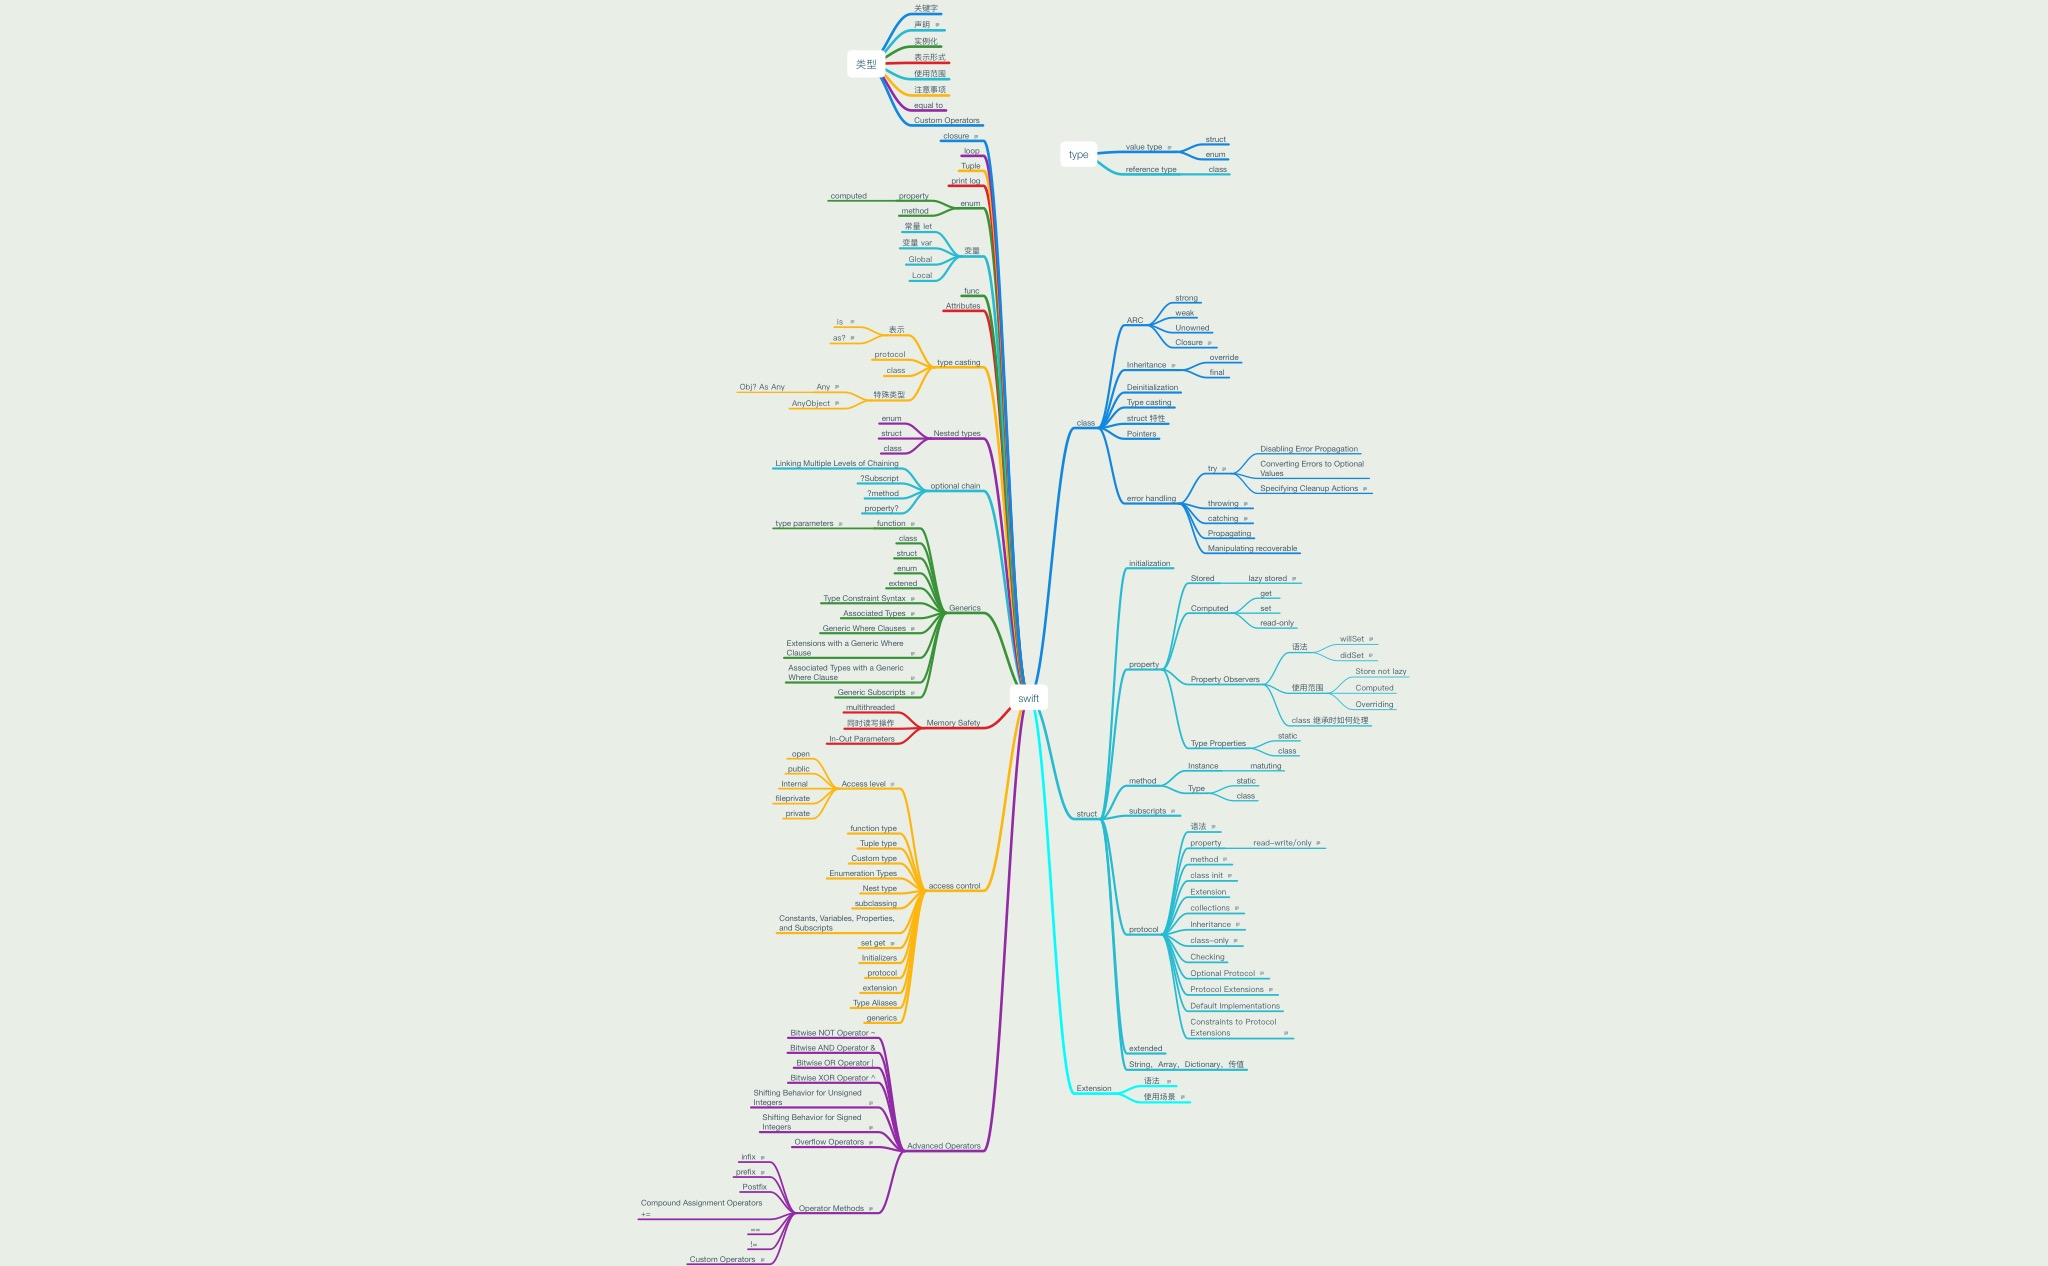 类型
关键字
声明
实例化
表示形式
使用范围
注意事项
equal to
Custom Operators
type
value type
struct
enum
reference type
class
swift
closure
loop
Tuple
print log
enum
property
computed
method
变量
常量 let
变量 var
Global
Local
func
Attributes
type casting
表示
is
as?
protocol
class
特殊类型
Any
Obj? As Any
AnyObject
Nested types
enum
struct
class
optional chain
Linking Multiple Levels of Chaining
?Subscript
?method
property?
Generics
function
type parameters
class
struct
enum
extened
Type Constraint Syntax
Associated Types
Generic Where Clauses
Extensions with a Generic Where
Clause
Associated Types with a Generic
Where Clause
Generic Subscripts
Memory Safety
multithreaded
同时读写操作
In-Out Parameters
access control
Access level
open
public
Internal
fileprivate
private
function type
Tuple type
Custom type
Enumeration Types
Nest type
subclassing
Constants, Variables, Properties,
and Subscripts
set get
Initializers
protocol
extension
Type Aliases
generics
Advanced Operators
Bitwise NOT Operator ~
Bitwise AND Operator &
Bitwise OR Operator |
Bitwise XOR Operator ^
Shifting Behavior for Unsigned
Integers
Shifting Behavior for Signed
Integers
Overflow Operators
Operator Methods
infix
prefix
Postfix
Compound Assignment Operators
+=
==
!=
Custom Operators
class
ARC
strong
weak
Unowned
Closure
Inheritance
override
final
Deinitialization
Type casting
struct 特性
Pointers
error handling
try
Disabling Error Propagation
Converting Errors to Optional
Values
Specifying Cleanup Actions
throwing
catching
Propagating
Manipulating recoverable
struct
initialization
property
Stored
lazy stored
Computed
get
set
read-only
Property Observers
语法
willSet
didSet
使用范围
Store not lazy
Computed
Overriding
class 继承时如何处理
Type Properties
static
class
method
Instance
matuting
Type
static
class
subscripts
protocol
语法
property
read-write/only
method
class init
Extension
collections
Inheritance
class-only
Checking
Optional Protocol
Protocol Extensions
Default Implementations
Constraints to Protocol
Extensions
extended
String，Array，Dictionary，传值
Extension
语法
使用场景